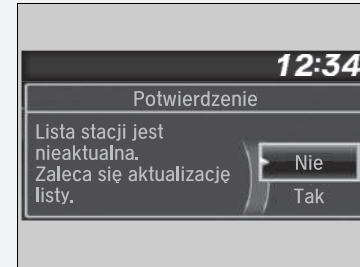 12:34
Potwierdzenie
Lista stacji jest
nieaktualna.
Zaleca się aktualizację
listy.
Nie
Tak